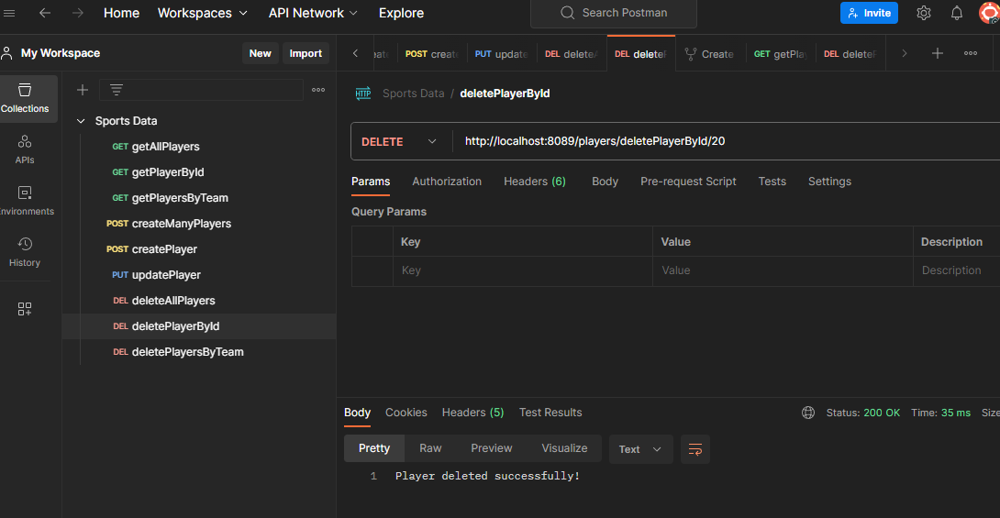 Home Workspaces API Network Explore Search Postman Invite
My Workspace New Import
POST create PUT update DEL deleteA DEL deleteP Create GET getPla DEL deleteP
Collections
APIs
Environments
History
Sports Data
GET getAllPlayers
GET getPlayerById
GET getPlayersByTeam
POST createManyPlayers
POST createPlayer
PUT updatePlayer
DEL deleteAllPlayers
DEL deletePlayerById
DEL deletePlayersByTeam
HTTP Sports Data / deletePlayerById
DELETE http://localhost:8089/players/deletePlayerById/20
Params Authorization Headers (6) Body Pre-request Script Tests Settings
Query Params
Key Value Description
Key Value Description
Body Cookies Headers (5) Test Results Status: 200 OK Time: 35 ms Size
Pretty Raw Preview Visualize Text
1 Player deleted successfully!